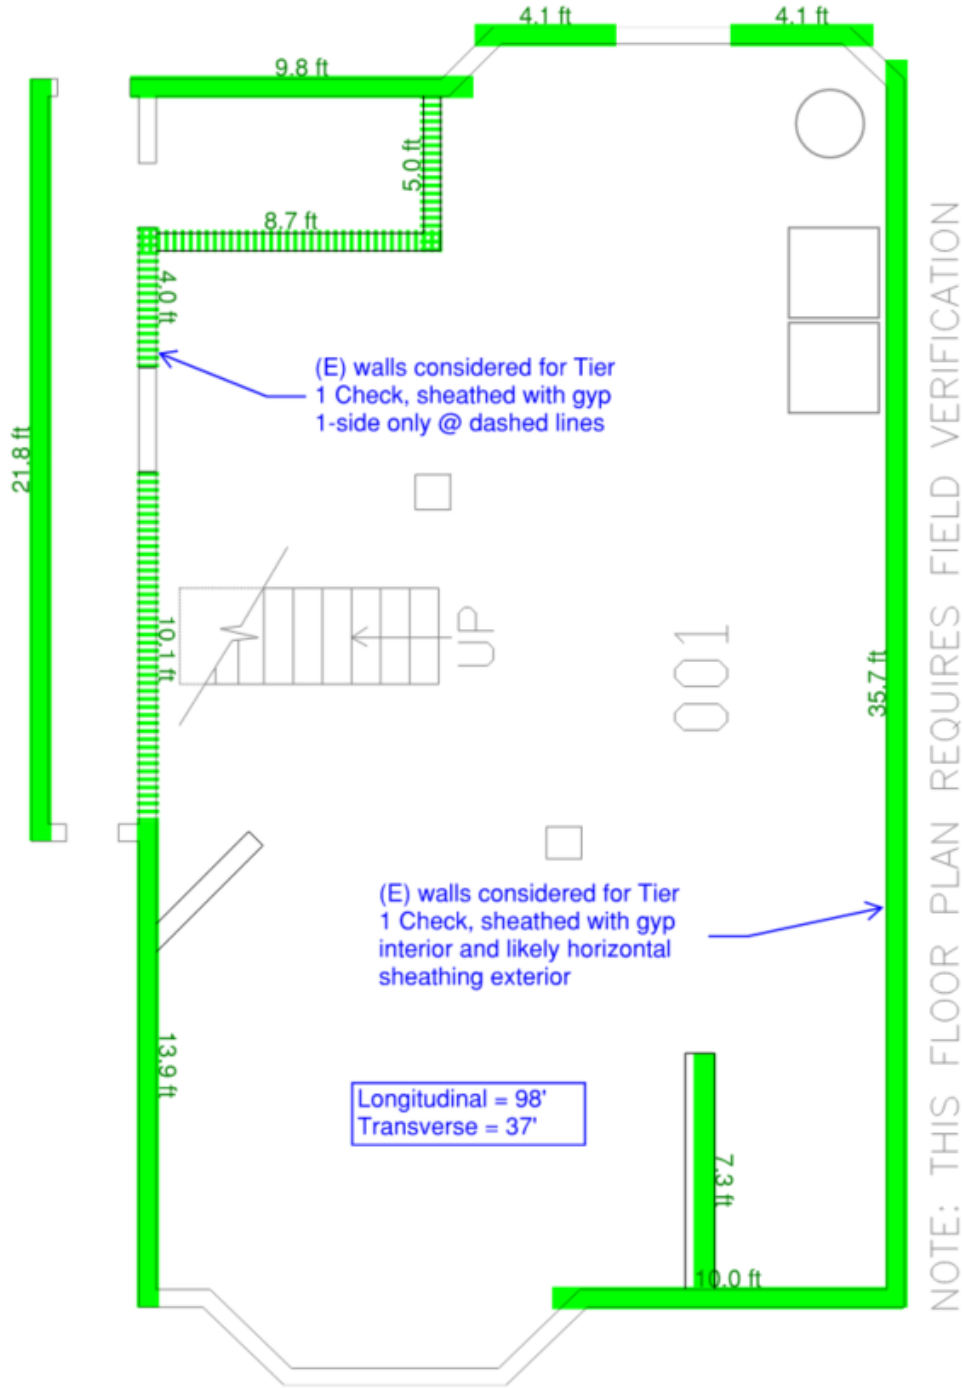 4.1 ft
4.1 ft
9.8 ft
5.0 ft
8.7 ft
4.0 ft
(E) walls considered for Tier
1 Check, sheathed with gyp
1-side only @ dashed lines
21.8 ft
10.1 ft
UP
001
35.7 ft
(E) walls considered for Tier
1 Check, sheathed with gyp
interior and likely horizontal
sheathing exterior
13.9 ft
Longitudinal = 98'
Transverse = 37'
7.3 ft
10.0 ft
NOTE: THIS FLOOR PLAN REQUIRES FIELD VERIFICATION